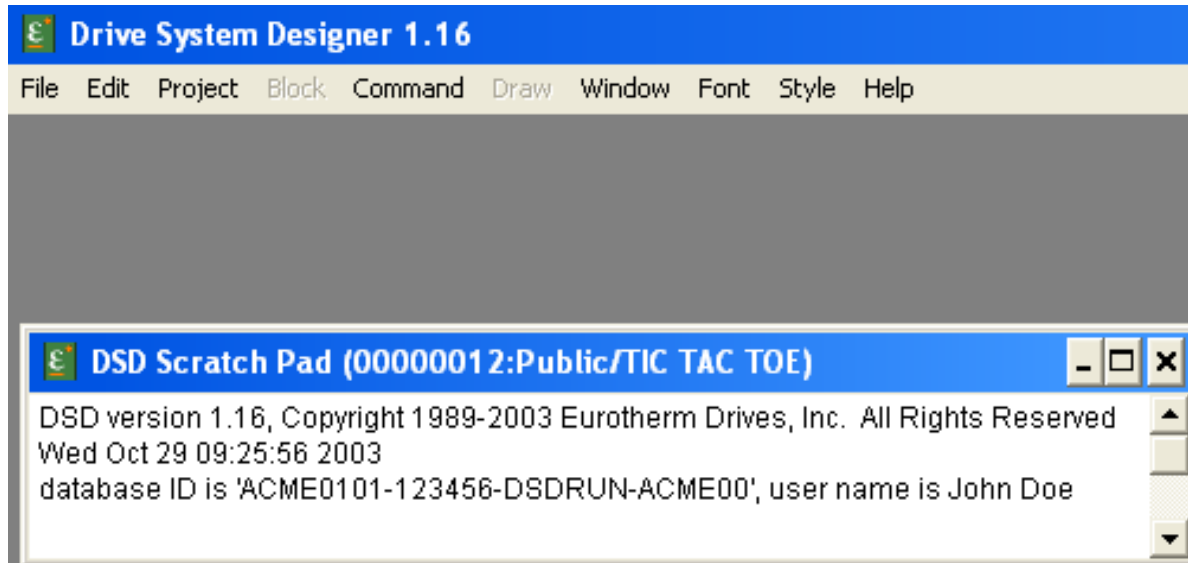 Drive System Designer 1.16
File Edit Project Block Command Draw Window Font Style Help
DSD Scratch Pad (00000012:Public/TIC TAC TOE)
DSD version 1.16, Copyright 1989-2003 Eurotherm Drives, Inc. All Rights Reserved
Wed Oct 29 09:25:56 2003
database ID is 'ACME0101-123456-DSDRUN-ACME00', user name is John Doe